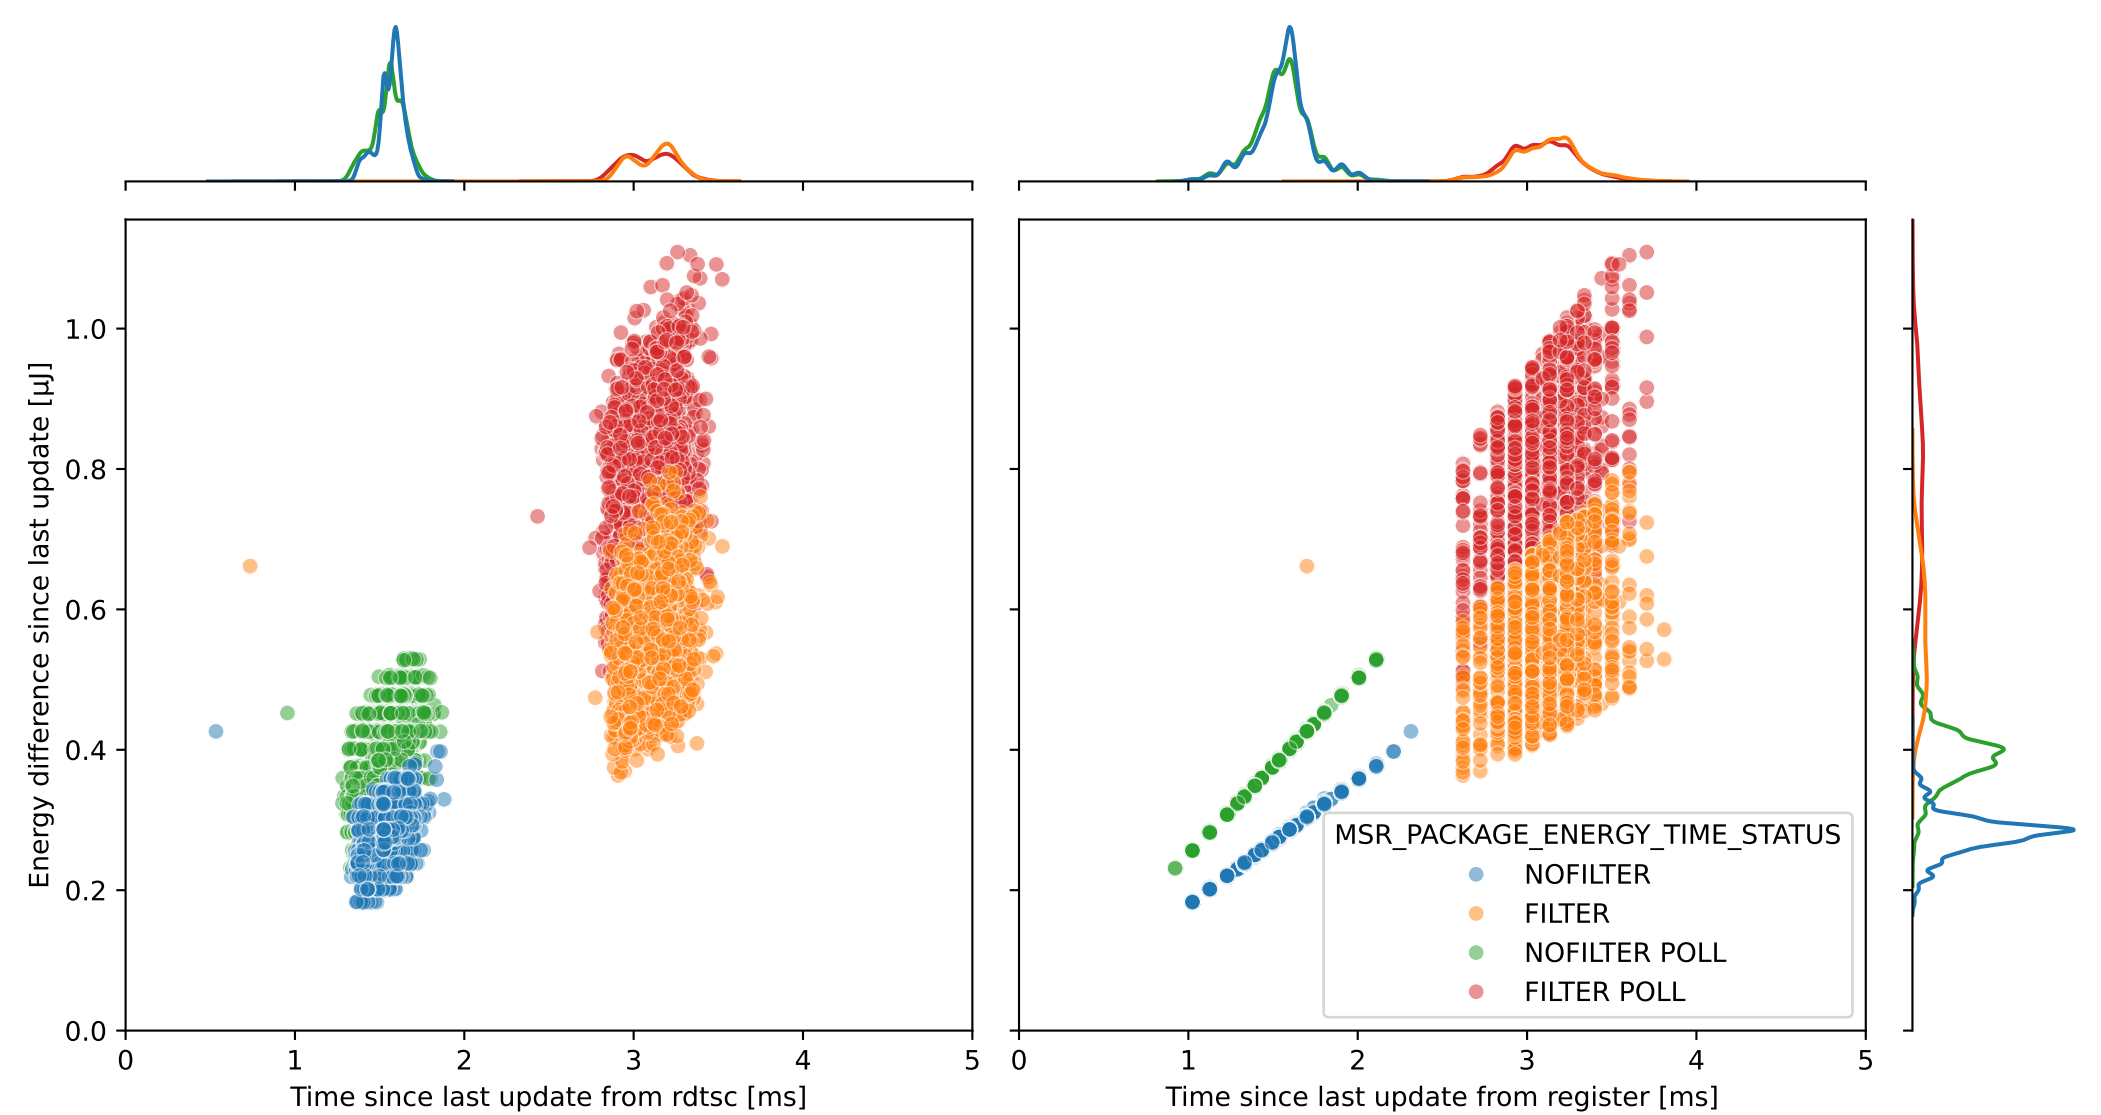 Energy difference since last update [µJ]
1.0
0.8
0.6
0.4
0.2
0.0
0 1 2 3 4 5
Time since last update from rdtsc [ms]
MSR_PACKAGE_ENERGY_TIME_STATUS
NOFILTER
FILTER
NOFILTER POLL
FILTER POLL
0 1 2 3 4 5
Time since last update from register [ms]